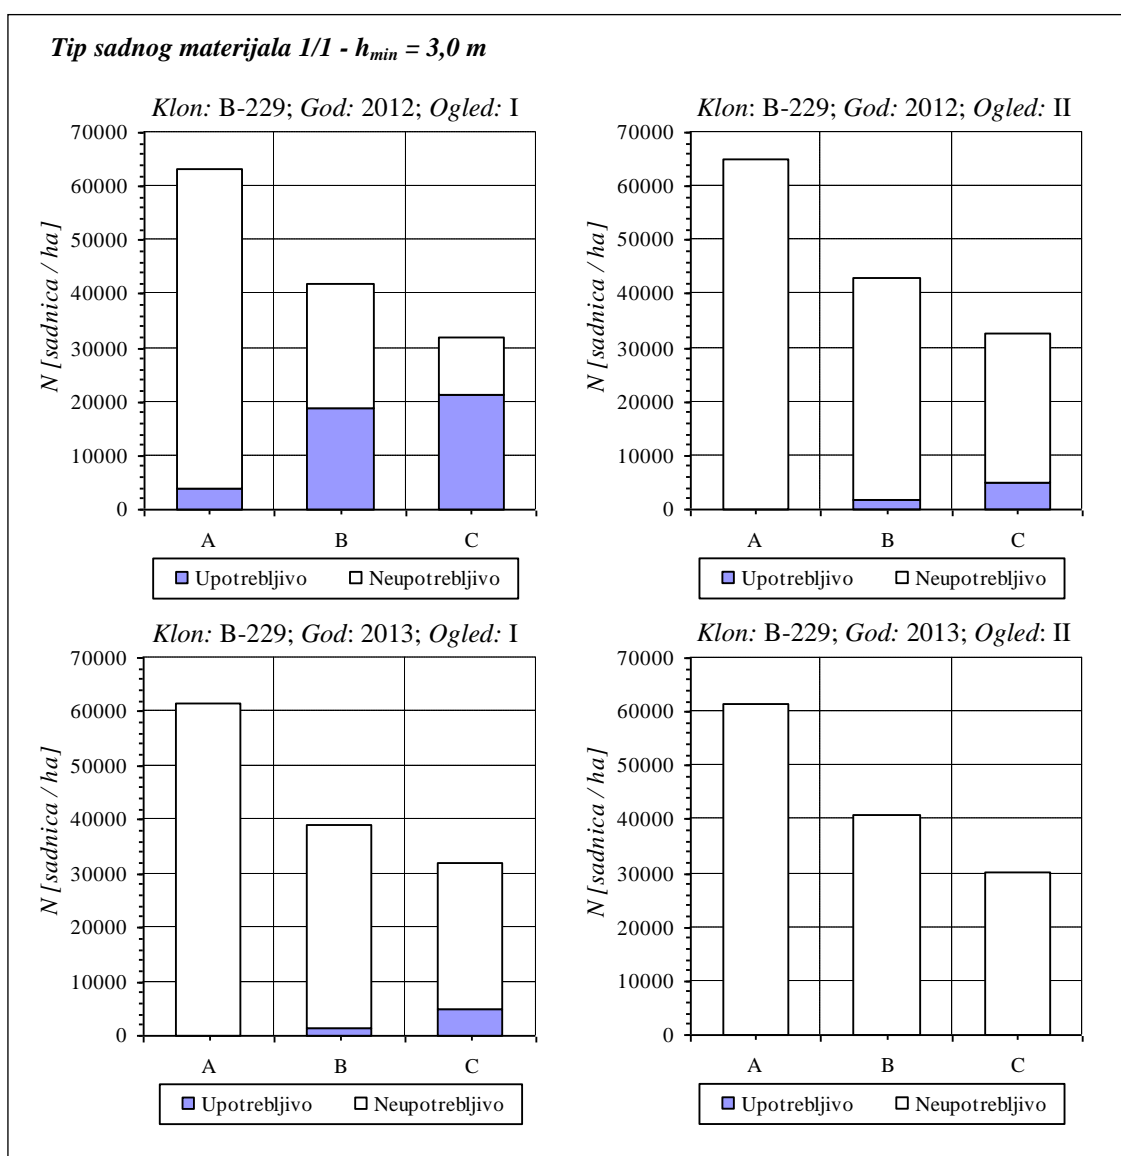 Tip sadnog materijala 1/1 - hmin = 3,0 m
Klon: B-229; God: 2012; Ogled: I
70000
60000
50000
40000
30000
20000
10000
0
N [sadnica / ha]
A B C
Upotrebljivo Neupotrebljivo
Klon: B-229; God: 2012; Ogled: II
70000
60000
50000
40000
30000
20000
10000
0
N [sadnica / ha]
A B C
Upotrebljivo Neupotrebljivo
Klon: B-229; God: 2013; Ogled: I
70000
60000
50000
40000
30000
20000
10000
0
N [sadnica / ha]
A B C
Upotrebljivo Neupotrebljivo
Klon: B-229; God: 2013; Ogled: II
70000
60000
50000
40000
30000
20000
10000
0
N [sadnica / ha]
A B C
Upotrebljivo Neupotrebljivo